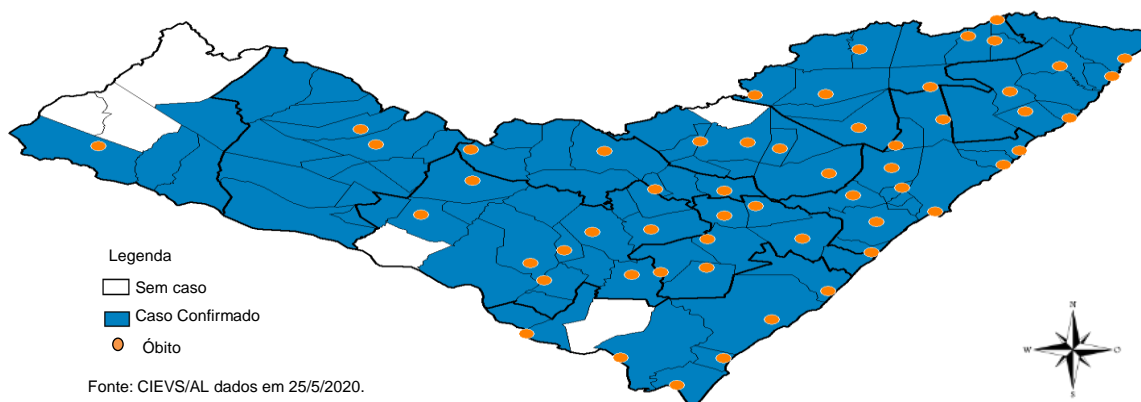 Legenda
Sem caso
Caso Confirmado
Óbito
Fonte: CIEVS/AL dados em 25/5/2020.
N
W
O
S